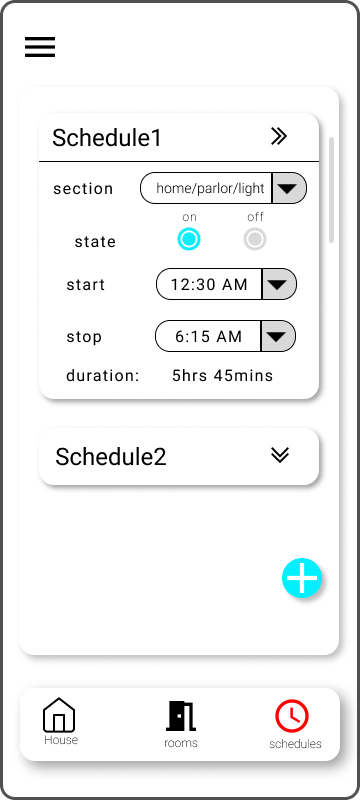 Schedule1
section home/parlor/light
on off
state
start 12:30 AM
stop 6:15 AM
duration: 5hrs 45mins
Schedule2
House rooms schedules